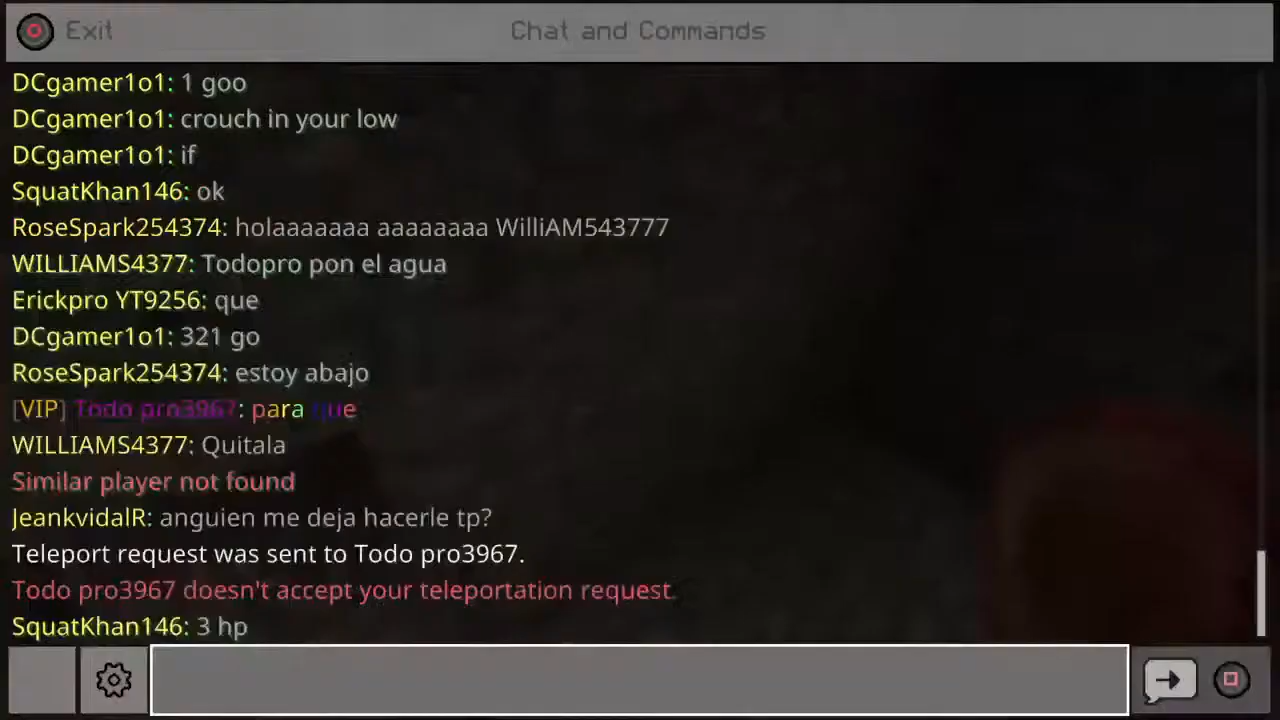 Exit
Chat and Commands
DCgamer1o1: 1 goo
DCgamer1o1: crouch in your low
DCgamer1o1: if
SquatKhan146: ok
RoseSpark254374: holaaaaaaa aaaaaaaa WilliAM543777
WILLIAMS4377: Todopro pon el agua
Erickpro YT9256: que
DCgamer1o1: 321 go
RoseSpark254374: estoy abajo
[VIP] Todo pro3967: para que
WILLIAMS4377: Quitala
Similar player not found
JeankvidalR: anguien me deja hacerle tp?
Teleport request was sent to Todo pro3967.
Todo pro3967 doesn't accept your teleportation request.
SquatKhan146: 3 hp